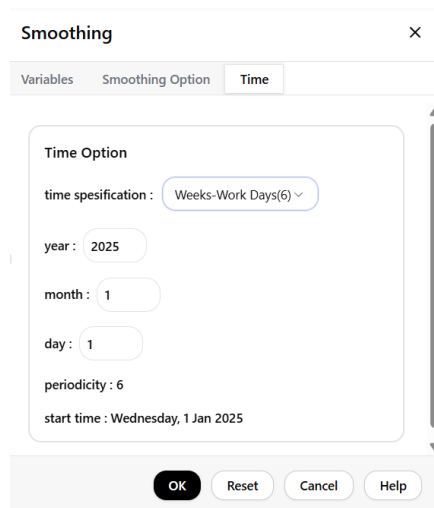 Smoothing
Variables Smoothing Option Time
Time Option
time spesification : Weeks-Work Days(6)
year : 2025
month : 1
day : 1
periodicity : 6
start time : Wednesday, 1 Jan 2025
OK Reset Cancel Help